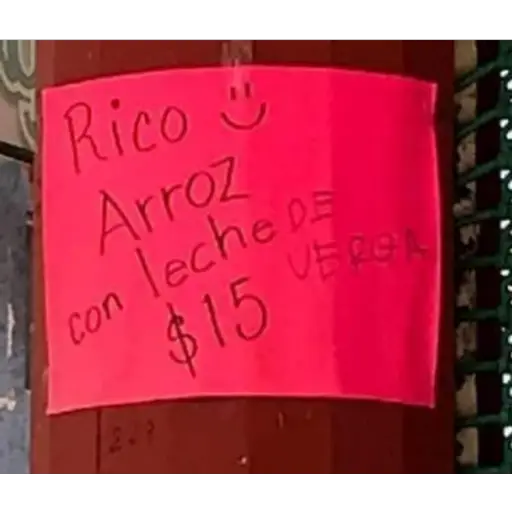 Rico
Arroz
con leche DE
VERGA
$15